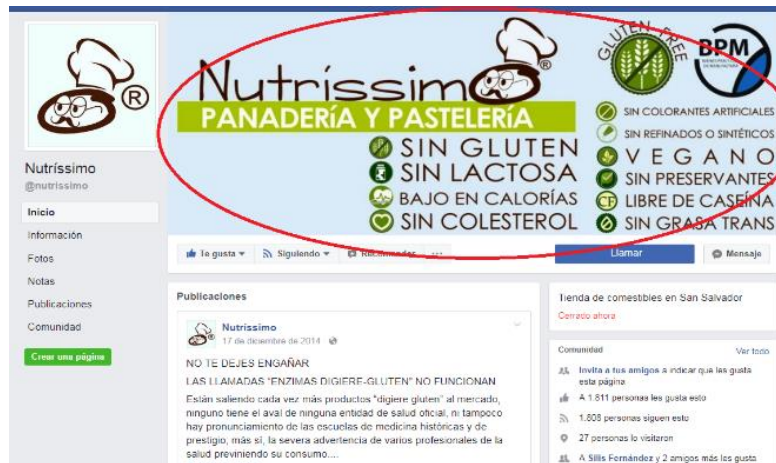 ®
Nutríssimo
@nutrissimo
Inicio
Información
Fotos
Notas
Publicaciones
Comunidad
Crear una página
Nutríssimo ®
PANADERÍA Y PASTELERÍA
SIN GLUTEN
SIN LACTOSA
BAJO EN CALORÍAS
SIN COLESTEROL
GLUTEN FREE
BPM
SIN COLORANTES ARTIFICIALES
SIN REFINADOS O SINTÉTICOS
VEGANO
SIN PRESERVANTES
CF LIBRE DE CASEÍNA
SIN GRASA TRANS
Te gusta Siguiendo Recomendar ...
Llamar Mensaje
Publicaciones
Nutríssimo
17 de diciembre de 2014
NO TE DEJES ENGAÑAR
LAS LLAMADAS "ENZIMAS DIGIERE-GLUTEN" NO FUNCIONAN
Están saliendo cada vez más productos "digiere gluten" al mercado,
ninguno tiene el aval de ninguna entidad de salud oficial, ni tampoco
hay pronunciamiento de las escuelas de medicina históricas y de
prestigio, más sí, la severa advertencia de varios profesionales de la
salud previniendo su consumo....
Tienda de comestibles en San Salvador
Cerrado ahora
Comunidad Ver todo
Invita a tus amigos a indicar que les gusta
esta página
A 1.811 personas les gusta esto
1.808 personas siguen esto
27 personas lo visitaron
A Silis Fernández y 2 amigos más les gusta